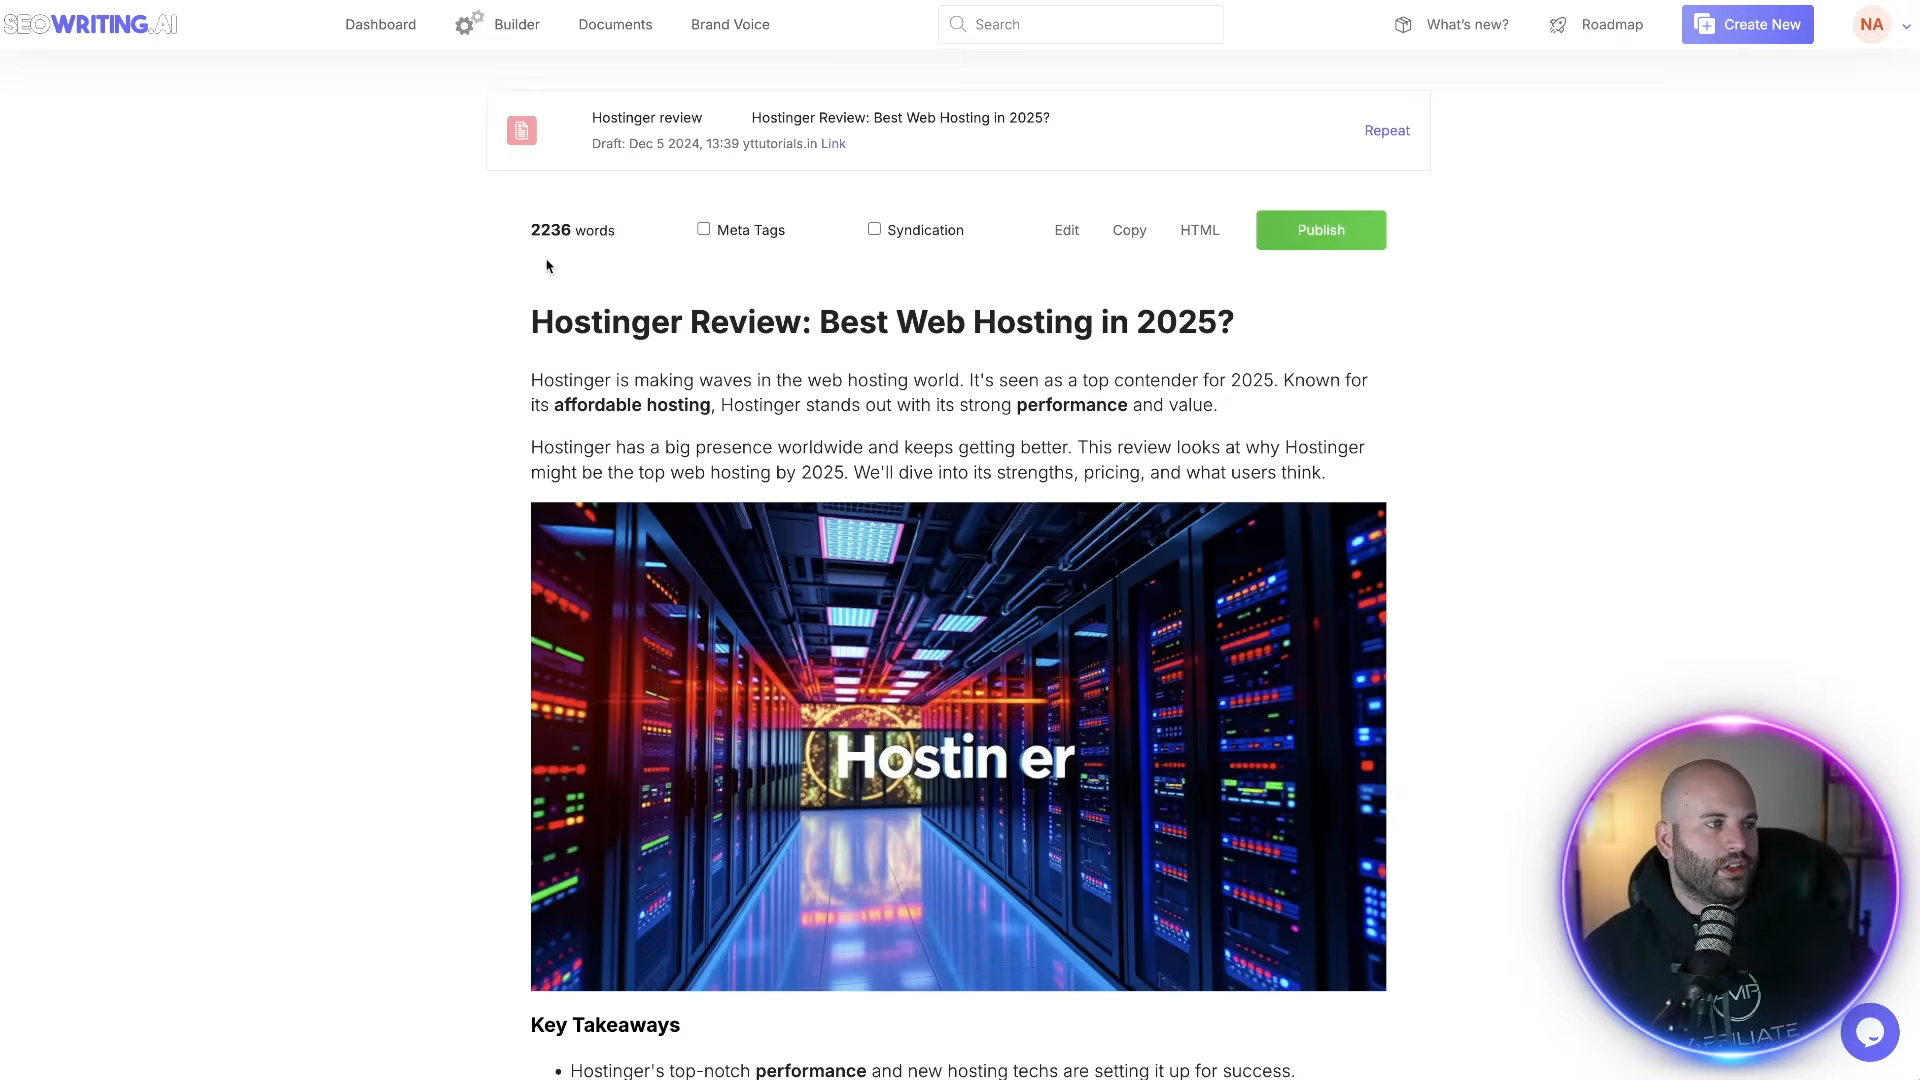 SEOWRITING.AI
Dashboard
Builder
Documents
Brand Voice
Search
What's new?
Roadmap
Create New
NA
Hostinger review
Hostinger Review: Best Web Hosting in 2025?
Draft: Dec 5 2024, 13:39 yttutorials.in Link
Repeat
2236 words
Meta Tags
Syndication
Edit
Copy
HTML
Publish
Hostinger Review: Best Web Hosting in 2025?
Hostinger is making waves in the web hosting world. It's seen as a top contender for 2025. Known for
its affordable hosting, Hostinger stands out with its strong performance and value.
Hostinger has a big presence worldwide and keeps getting better. This review looks at why Hostinger
might be the top web hosting by 2025. We'll dive into its strengths, pricing, and what users think.
Hostin er
Key Takeaways
• Hostinger's top-notch performance and new hosting techs are setting it up for success.
VIP
AFFILIATE